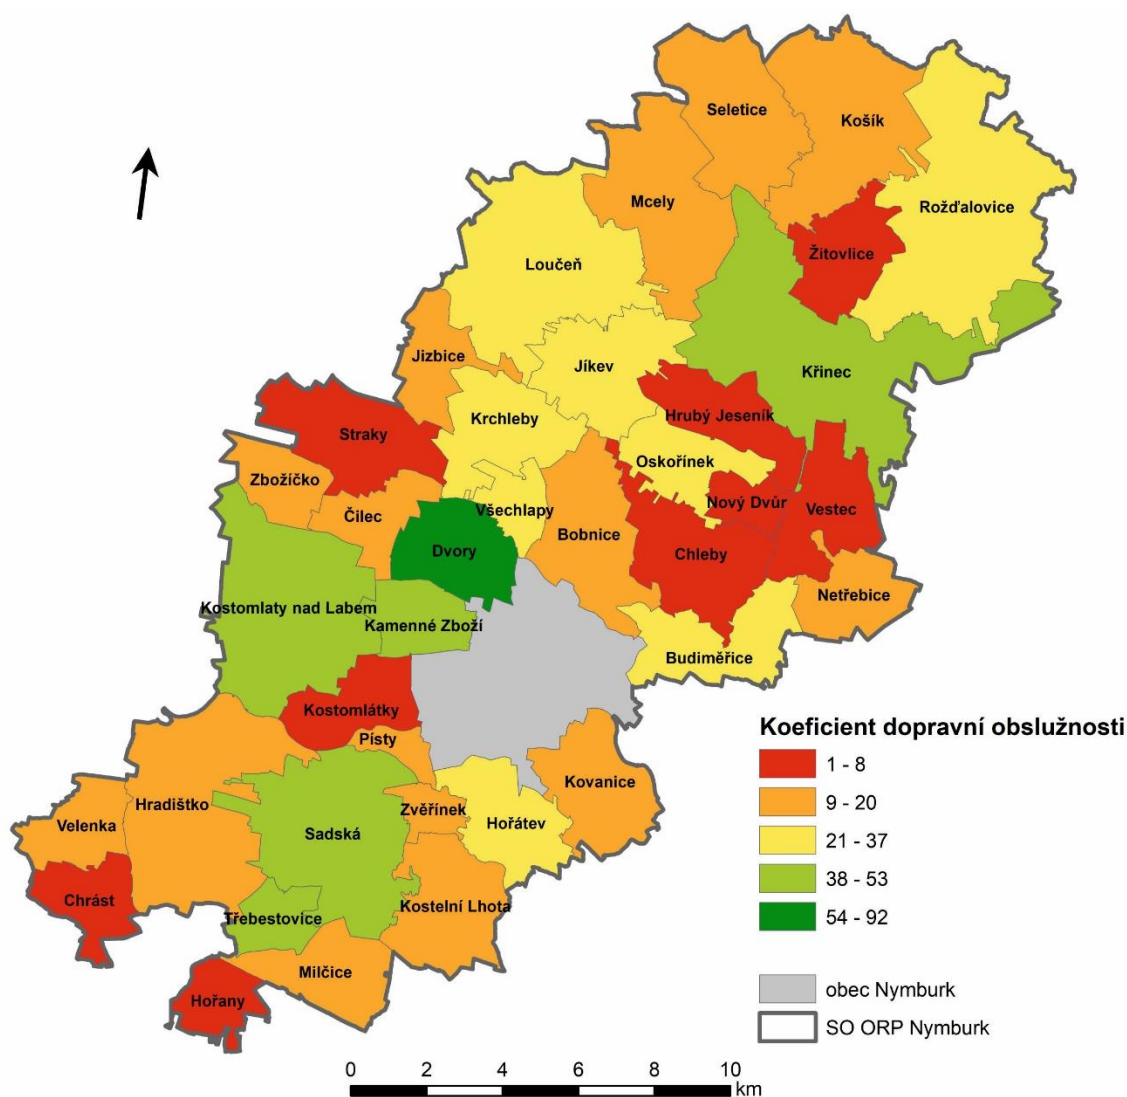 Seletice
Košík
Mcely
Rožďalovice
Žitovlice
Loučeň
Jizbice
Jíkev
Křinec
Krchleby
Hrubý Jeseník
Straky
Oskořínek
Zbožíčko
Čilec
Všechlapy
Nový Dvůr
Vestec
Dvory
Bobnice
Chleby
Netřebice
Kostomlaty nad Labem
Kamenné Zboží
Budiměřice
Kostomlátky
Písty
Kovanice
Hradištko
Zvěřínek
Velenka
Sadská
Hořátev
Chrást
Třebestovice
Kostelní Lhota
Milčice
Hořany
Koeficient dopravní obslužnosti
1 - 8
9 - 20
21 - 37
38 - 53
54 - 92
obec Nymburk
SO ORP Nymburk
0 2 4 6 8 10
km